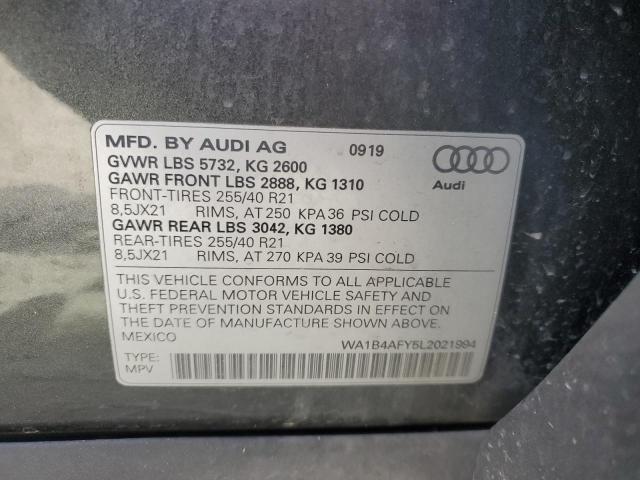 MFD. BY AUDI AG 0919
GVWR LBS 5732, KG 2600
GAWR FRONT LBS 2888, KG 1310
FRONT-TIRES 255/40 R21
8,5JX21 RIMS, AT 250 KPA 36 PSI COLD
GAWR REAR LBS 3042, KG 1380
REAR-TIRES 255/40 R21
8,5JX21 RIMS, AT 270 KPA 39 PSI COLD
Audi
THIS VEHICLE CONFORMS TO ALL APPLICABLE
U.S. FEDERAL MOTOR VEHICLE SAFETY AND
THEFT PREVENTION STANDARDS IN EFFECT ON
THE DATE OF MANUFACTURE SHOWN ABOVE.
MEXICO WA1B4AFY5L2021994
TYPE:
MPV